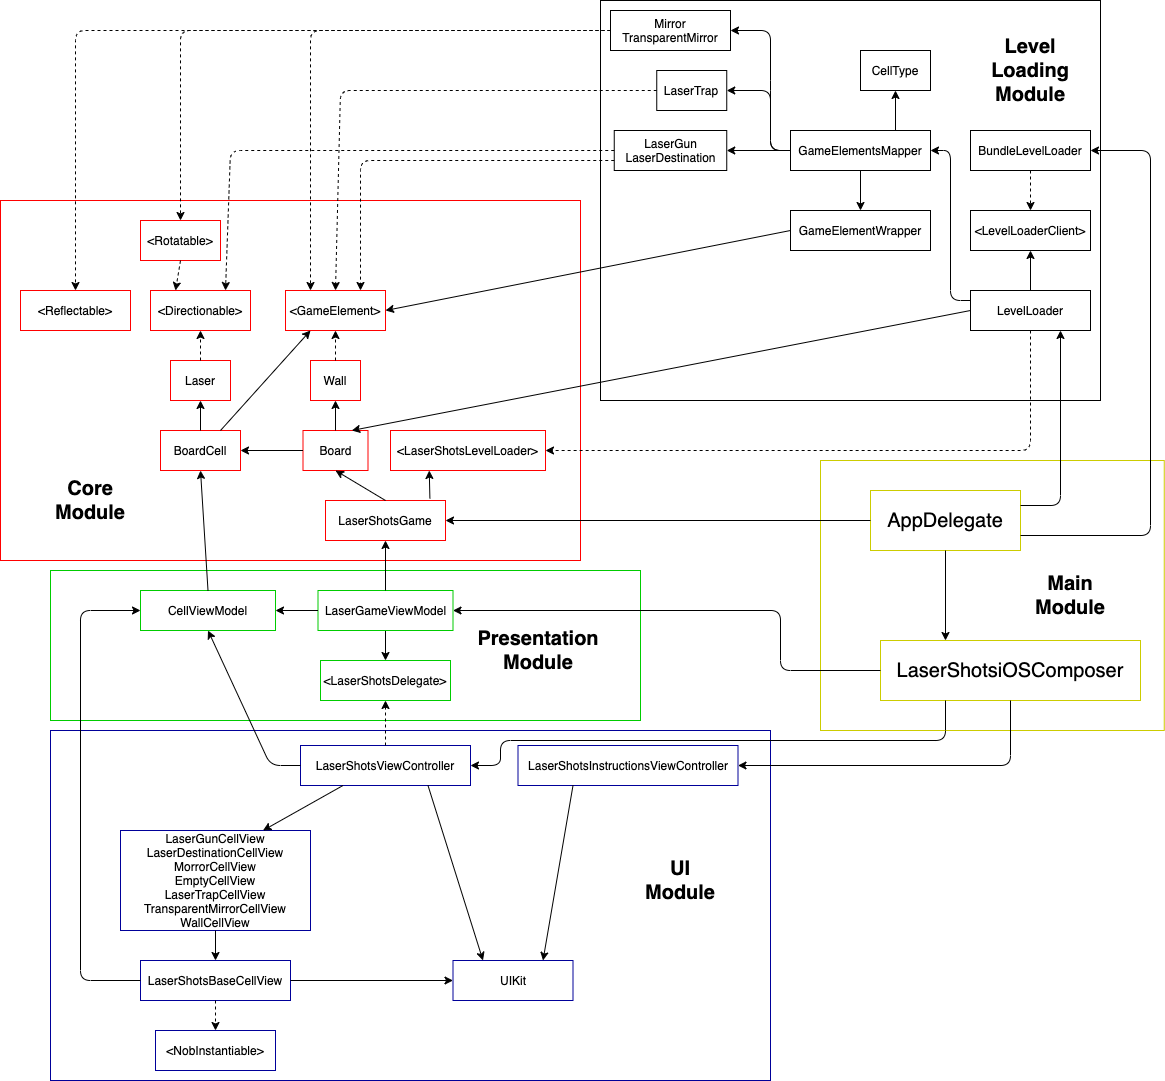 Mirror
TransparentMirror
Level
Loading
Module
CellType
LaserTrap
LaserGun
LaserDestination
GameElementsMapper
BundleLevelLoader
<Rotatable>
GameElementWrapper
<LevelLoaderClient>
<Reflectable>
<Directionable>
<GameElement>
LevelLoader
Laser
Wall
BoardCell
Board
<LaserShotsLevelLoader>
Core
Module
LaserShotsGame
AppDelegate
Main
Module
CellViewModel
LaserGameViewModel
Presentation
Module
<LaserShotsDelegate>
LaserShotsiOSComposer
LaserShotsViewController
LaserShotsInstructionsViewController
LaserGunCellView
LaserDestinationCellView
MorrorCellView
EmptyCellView
LaserTrapCellView
TransparentMirrorCellView
WallCellView
UI
Module
LaserShotsBaseCellView
UIKit
<NobInstantiable>